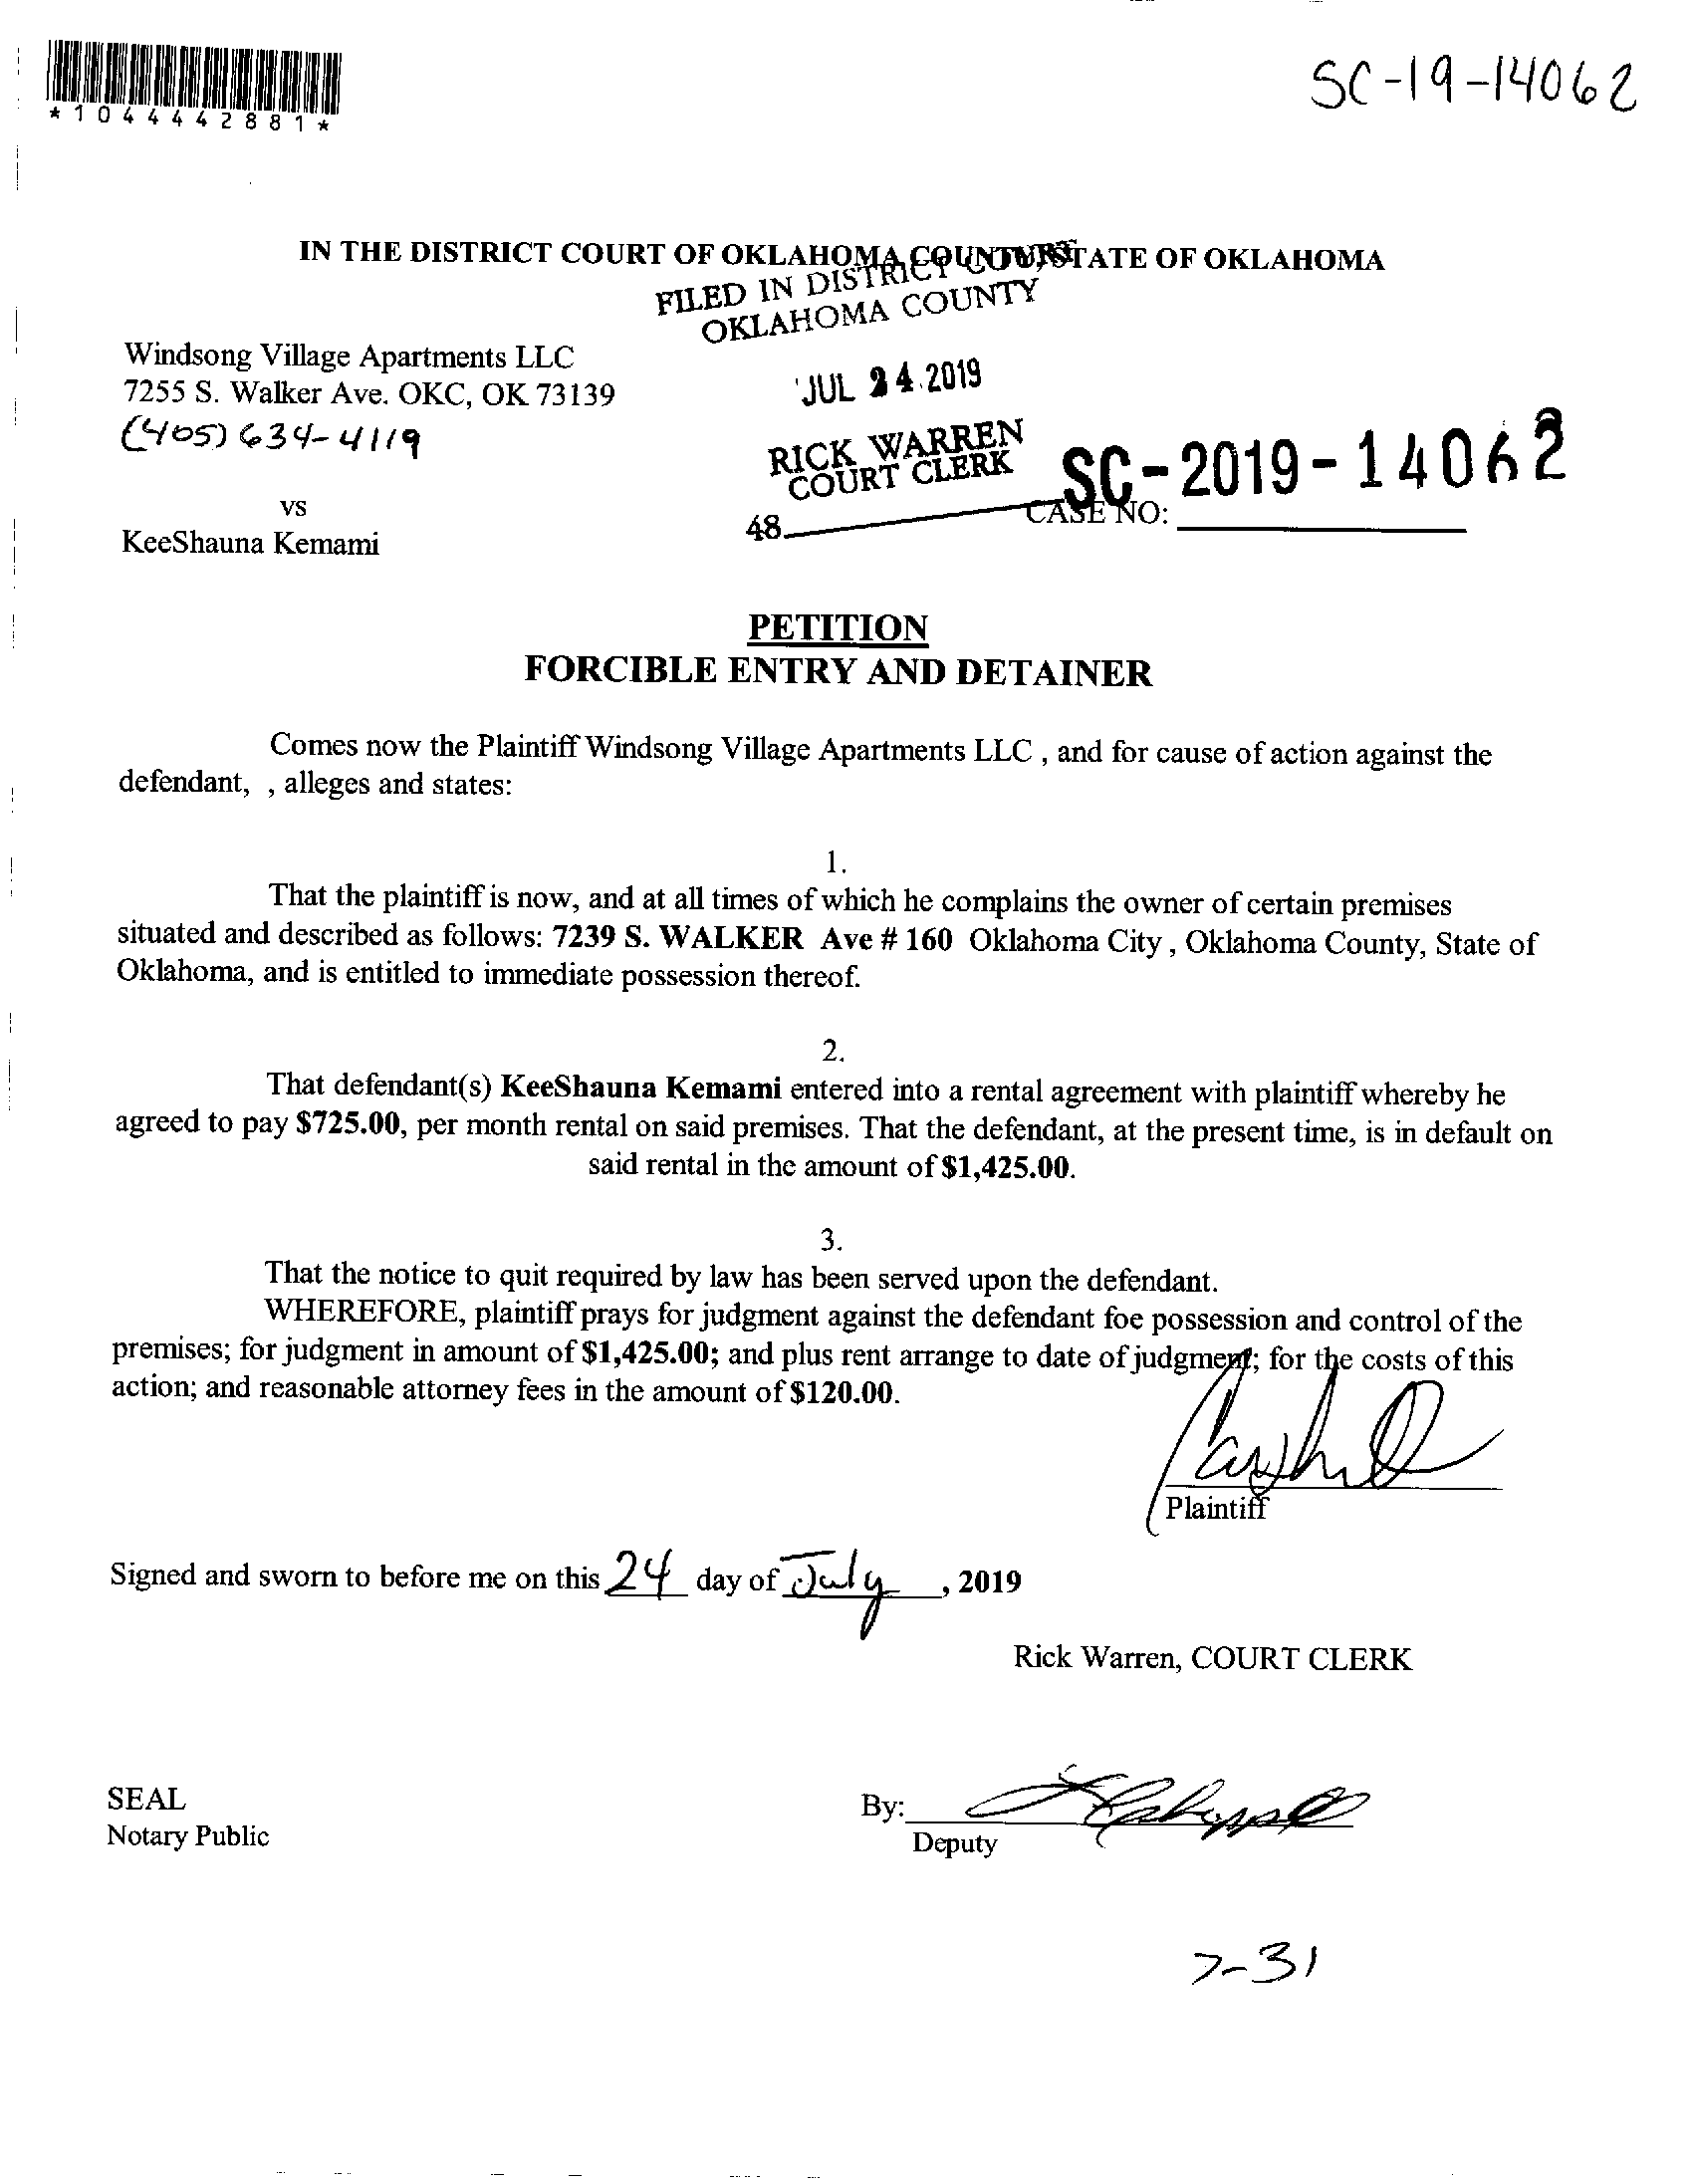 SC-19-14062
*1044442881*
IN THE DISTRICT COURT OF OKLAHOMA COUNTY, STATE OF OKLAHOMA
FILED IN DISTRICT COURT
OKLAHOMA COUNTY
Windsong Village Apartments LLC
7255 S. Walker Ave. OKC, OK 73139
JUL 24 2019
(405) 634-4119
RICK WARREN
COURT CLERK
SC-2019-14062
vs
48
CASE NO:
KeeShauna Kemami
PETITION
FORCIBLE ENTRY AND DETAINER
Comes now the Plaintiff Windsong Village Apartments LLC , and for cause of action against the
defendant, , alleges and states:
1.
That the plaintiff is now, and at all times of which he complains the owner of certain premises
situated and described as follows: 7239 S. WALKER Ave # 160 Oklahoma City , Oklahoma County, State of
Oklahoma, and is entitled to immediate possession thereof.
2.
That defendant(s) KeeShauna Kemami entered into a rental agreement with plaintiff whereby he
agreed to pay $725.00, per month rental on said premises. That the defendant, at the present time, is in default on
said rental in the amount of $1,425.00.
3.
That the notice to quit required by law has been served upon the defendant.
WHEREFORE, plaintiff prays for judgment against the defendant foe possession and control of the
premises; for judgment in amount of $1,425.00; and plus rent arrange to date of judgment; for the costs of this
action; and reasonable attorney fees in the amount of $120.00.
Plaintiff
Signed and sworn to before me on this 24 day of July, 2019
Rick Warren, COURT CLERK
SEAL
By:
Notary Public
Deputy
7-31